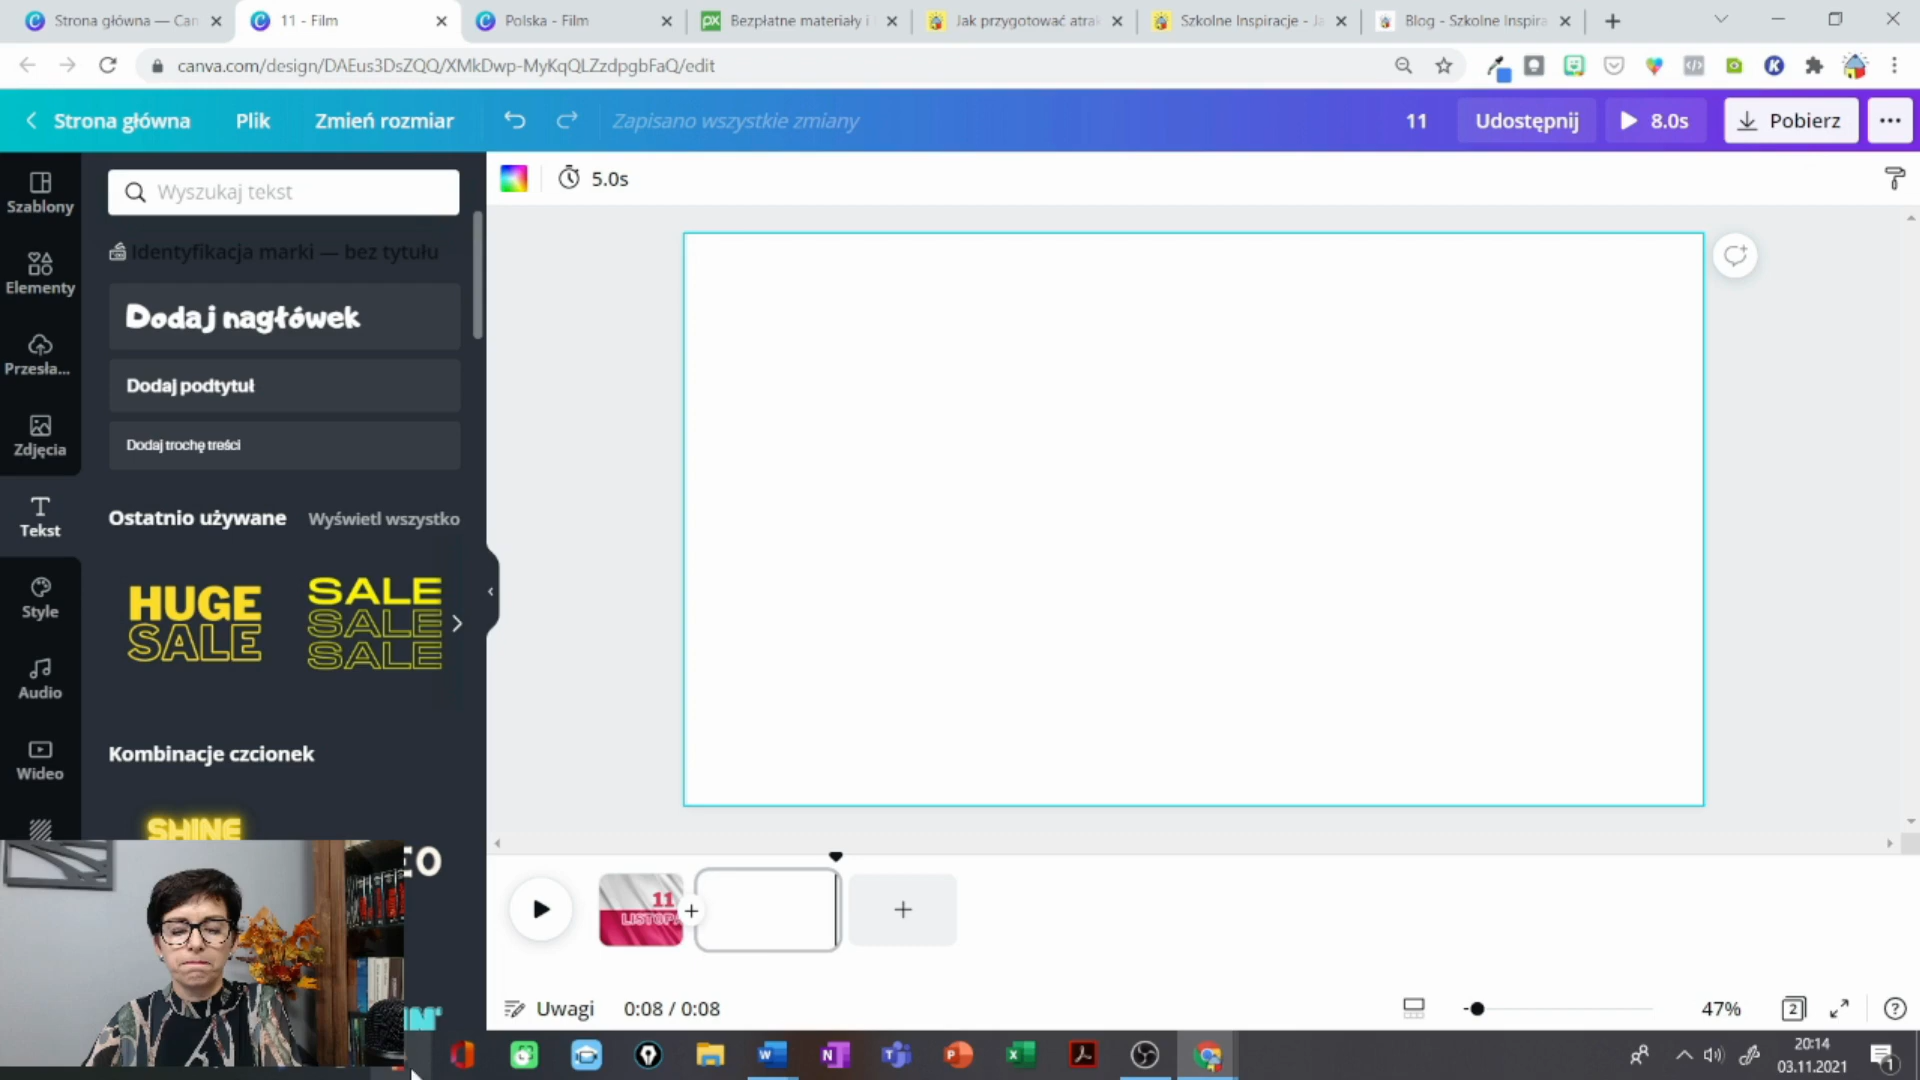 Strona główna — Can
11 - Film
Polska - Film
Bezpłatne materiały i
Jak przygotować atrak
Szkolne Inspiracje - Ja
Blog - Szkolne Inspira
canva.com/design/DAEus3DsZQQ/XMkDwp-MyKqQLZzdpgbFaQ/edit
Strona główna
Plik
Zmień rozmiar
Zapisano wszystkie zmiany
11
Udostępnij
8.0s
Pobierz
Szablony
Elementy
Przesła...
Zdjęcia
Tekst
Style
Audio
Wideo
Wyszukaj tekst
Identyfikacja marki — bez tytułu
Dodaj nagłówek
Dodaj podtytuł
Dodaj trochę treści
Ostatnio używane
Wyświetl wszystko
HUGE
SALE
SALE
SALE
SALE
Kombinacje czcionek
SHINE
5.0s
11
LISTOPA
Uwagi
0:08 / 0:08
47%
2
20:14
03.11.2021
1